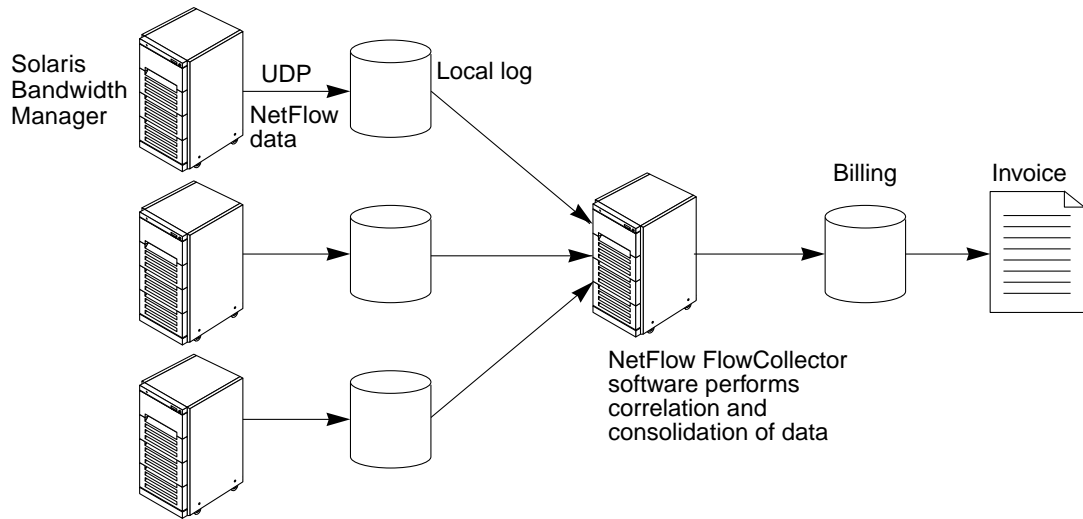 Solaris
Bandwidth
Manager
UDP
NetFlow
data
Local log
Billing
Invoice
NetFlow FlowCollector
software performs
correlation and
consolidation of data